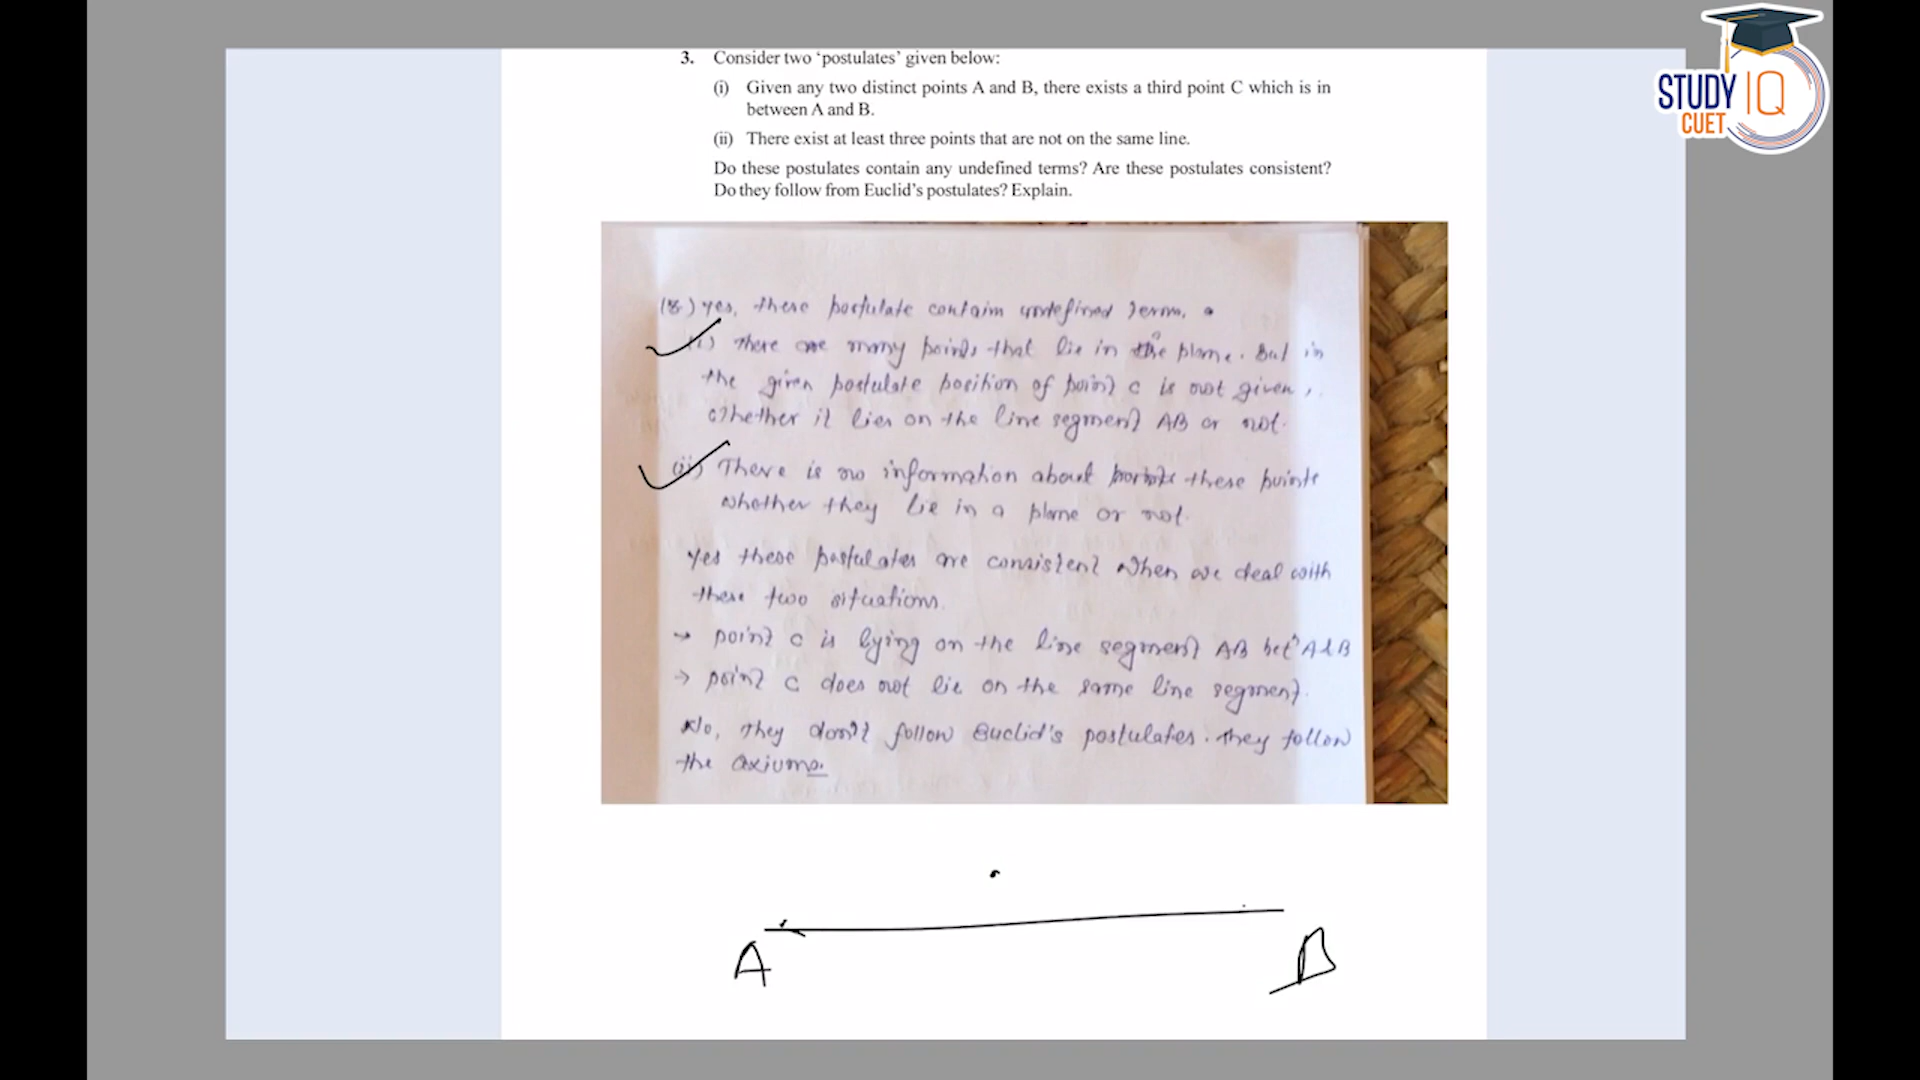 STUDY IQ
CUET
3. Consider two ‘postulates’ given below:
(i) Given any two distinct points A and B, there exists a third point C which is in
between A and B.
(ii) There exist at least three points that are not on the same line.
Do these postulates contain any undefined terms? Are these postulates consistent?
Do they follow from Euclid’s postulates? Explain.
yes, these postulate contain undefined terms.
(i) There are many points that lie in the plane. But in
the given postulate position of point c is not given,
whether it lies on the line segment AB or not.
(ii) There is no information about these points
whether they lie in a plane or not.
Yes these postulates are consistent when we deal with
these two situations.
→ point c is lying on the line segment AB betn A & B
→ point c does not lie on the same line segment.
No, they don't follow Euclid's postulates. They follow
the axiums.
A B